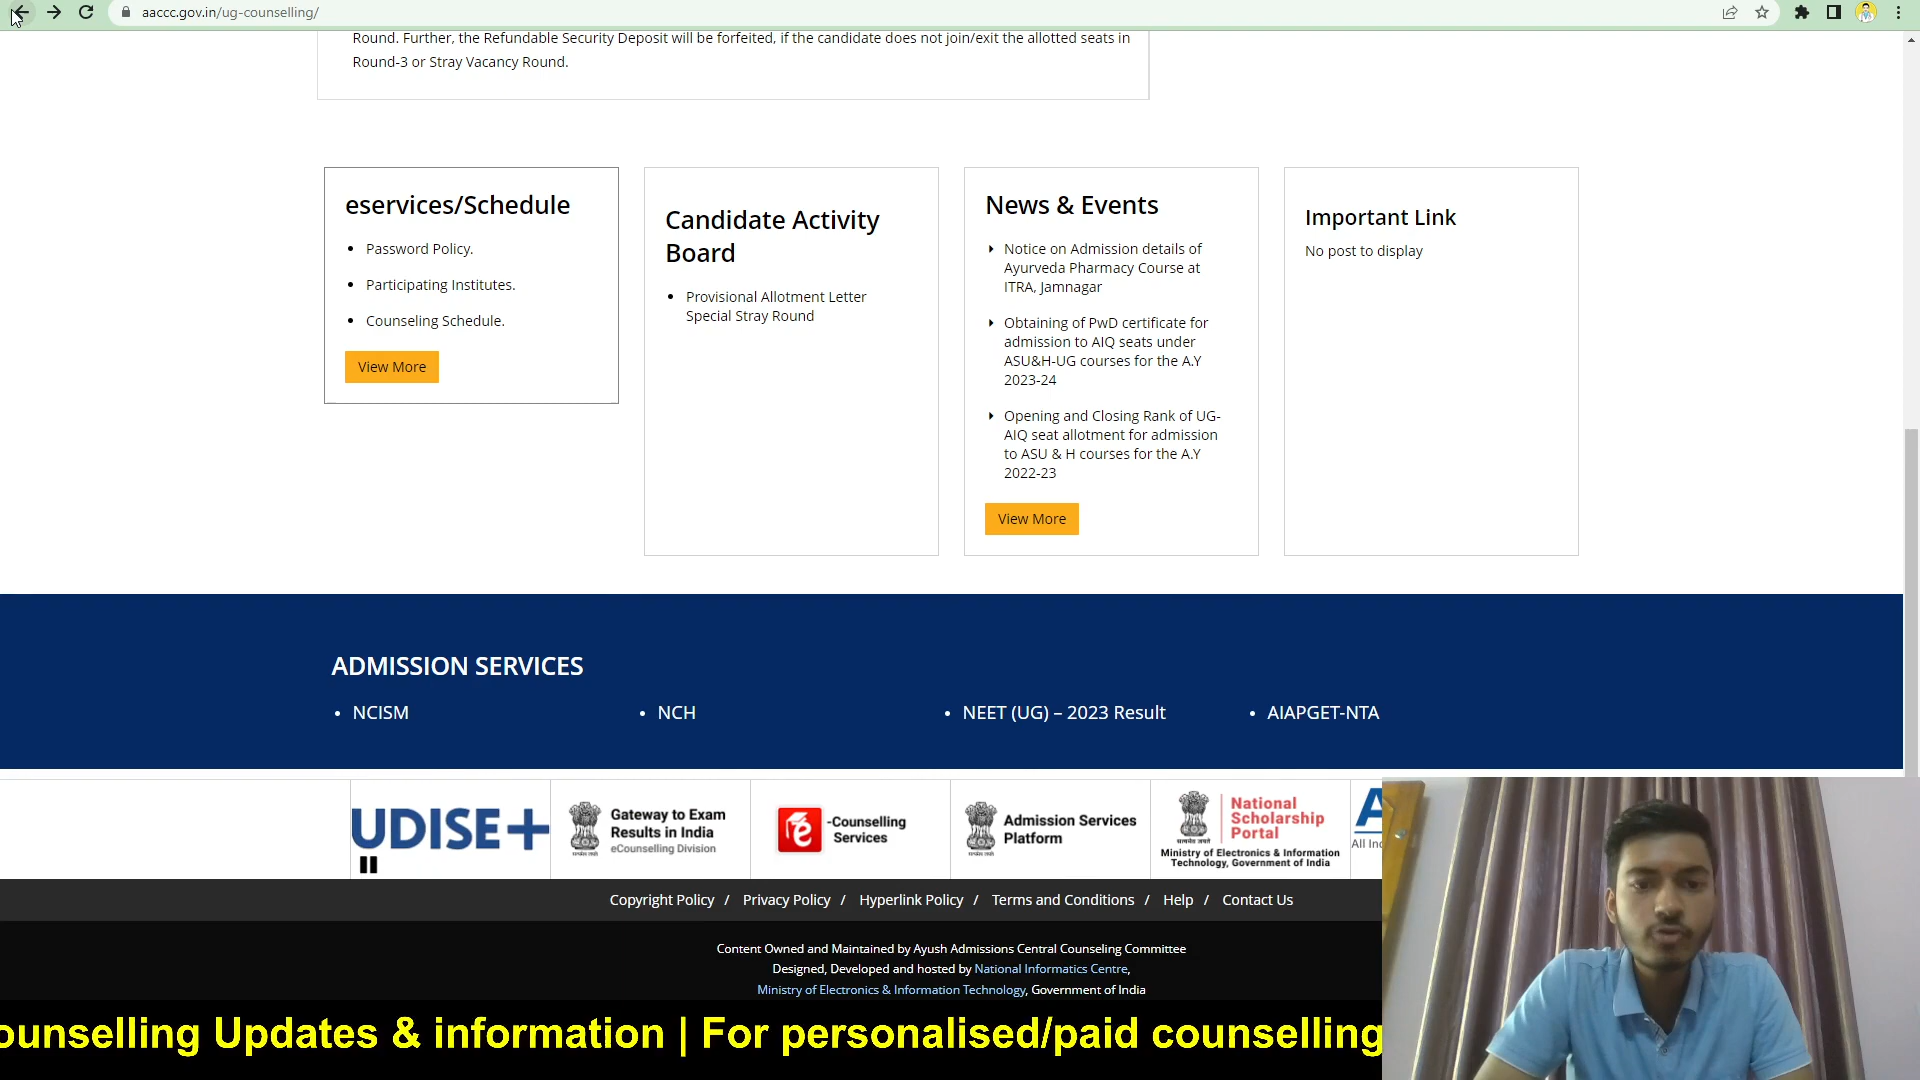 aaccc.gov.in/ug-counselling/
Round. Further, the Refundable Security Deposit will be forfeited, if the candidate does not join/exit the allotted seats in
Round-3 or Stray Vacancy Round.
eservices/Schedule
Password Policy.
Participating Institutes.
Counseling Schedule.
View More
Candidate Activity
Board
Provisional Allotment Letter
Special Stray Round
News & Events
Notice on Admission details of
Ayurveda Pharmacy Course at
ITRA, Jamnagar
Obtaining of PwD certificate for
admission to AIQ seats under
ASU&H-UG courses for the A.Y
2023-24
Opening and Closing Rank of UG-
AIQ seat allotment for admission
to ASU & H courses for the A.Y
2022-23
View More
Important Link
No post to display
ADMISSION SERVICES
NCISM
NCH
NEET (UG) – 2023 Result
AIAPGET-NTA
UDISE+
Gateway to Exam
Results in India
eCounselling Division
e-Counselling
Services
Admission Services
Platform
National
Scholarship
Portal
Ministry of Electronics & Information
Technology, Government of India
A
All Inc
Copyright Policy / Privacy Policy / Hyperlink Policy / Terms and Conditions / Help / Contact Us
Content Owned and Maintained by Ayush Admissions Central Counseling Committee
Designed, Developed and hosted by National Informatics Centre,
Ministry of Electronics & Information Technology, Government of India
ounselling Updates & information | For personalised/paid counselling